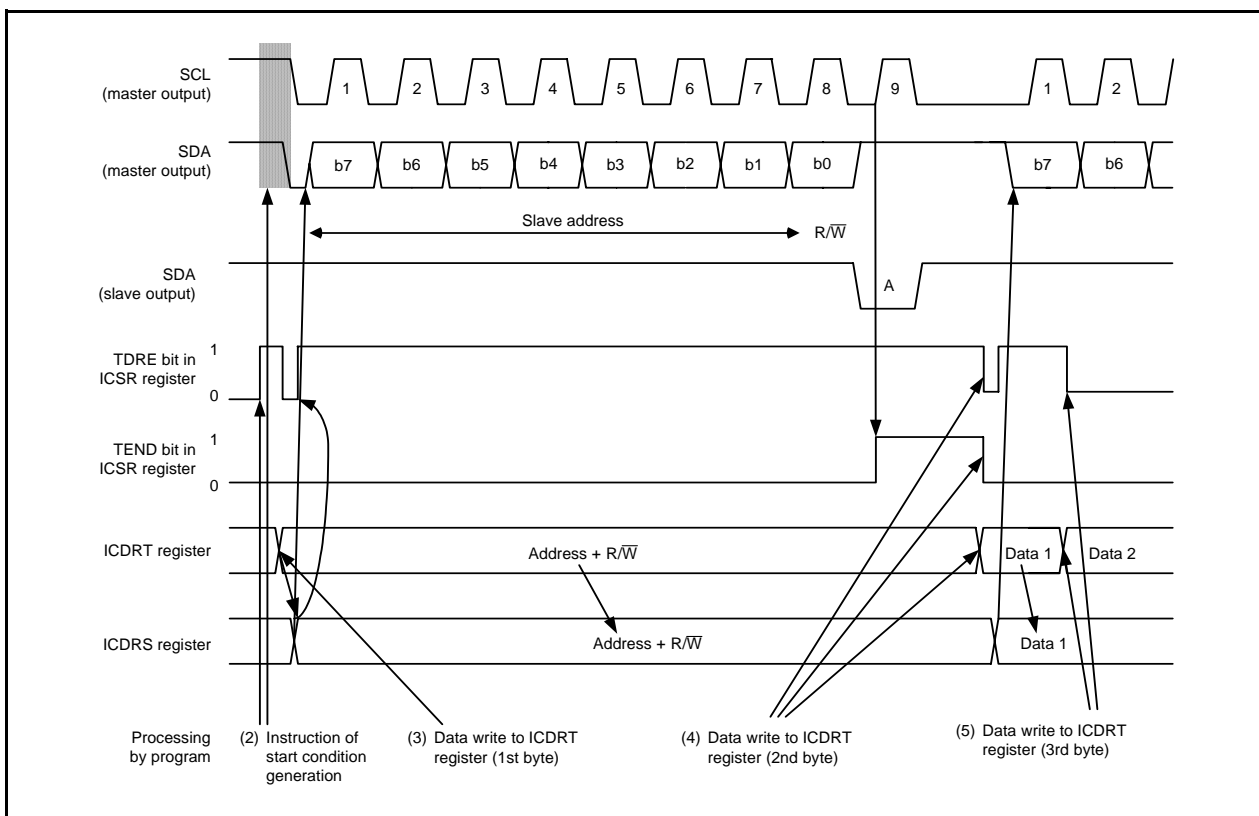 SCL
(master output)
1 2 3 4 5 6 7 8 9 1 2
SDA
(master output)
b7 b6 b5 b4 b3 b2 b1 b0 b7 b6
Slave address R/W̅
SDA
(slave output)
A
TDRE bit in
ICSR register
1
0
TEND bit in
ICSR register
1
0
ICDRT register
Address + R/W̅ Data 1 Data 2
ICDRS register
Address + R/W̅ Data 1
Processing
by program
(2) Instruction of
start condition
generation
(3) Data write to ICDRT
register (1st byte)
(4) Data write to ICDRT
register (2nd byte)
(5) Data write to ICDRT
register (3rd byte)